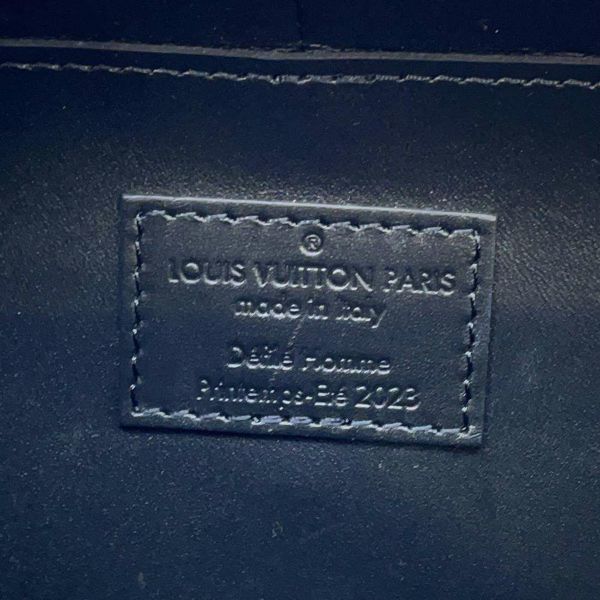 ®
LOUIS VUITTON PARIS
made in Italy
Défilé Homme
Printemps-Été 2023